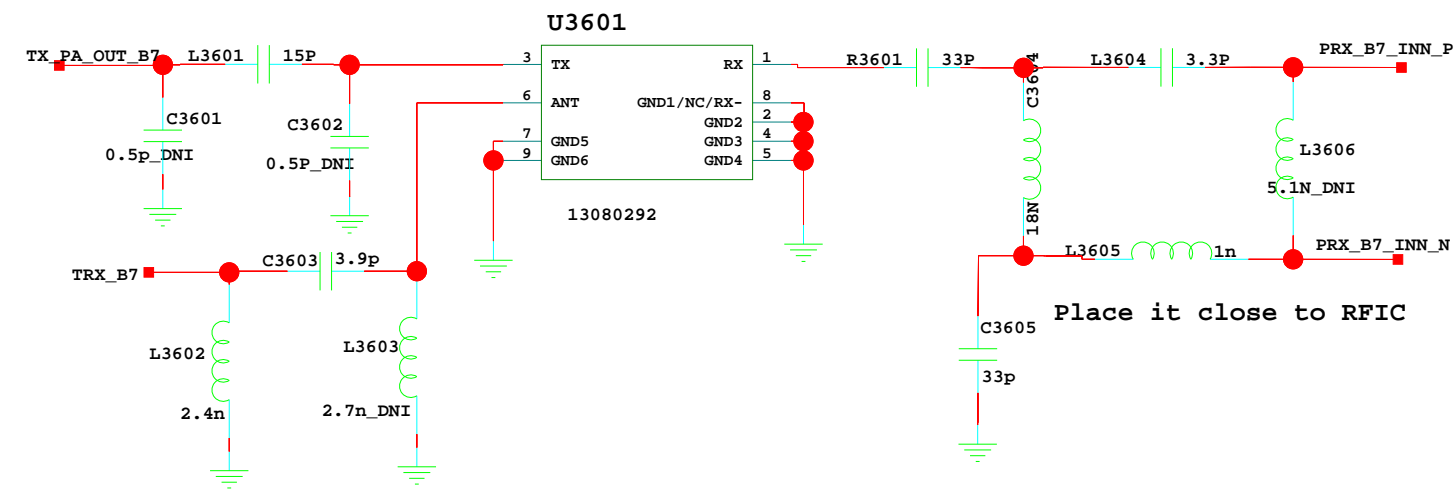 U3601
TX_PA_OUT_B7
L3601
15P
3
TX
RX
1
R3601
33P
C3604
L3604
3.3P
PRX_B7_INN_P
6
ANT
GND1/NC/RX-
8
C3601
C3602
GND2
2
7
GND5
GND3
4
L3606
0.5p_DNI
0.5P_DNI
9
GND6
GND4
5
5.1N_DNI
13080292
18N
TRX_B7
C3603
3.9p
L3605
1n
PRX_B7_INN_N
Place it close to RFIC
C3605
L3602
L3603
33p
2.4n
2.7n_DNI